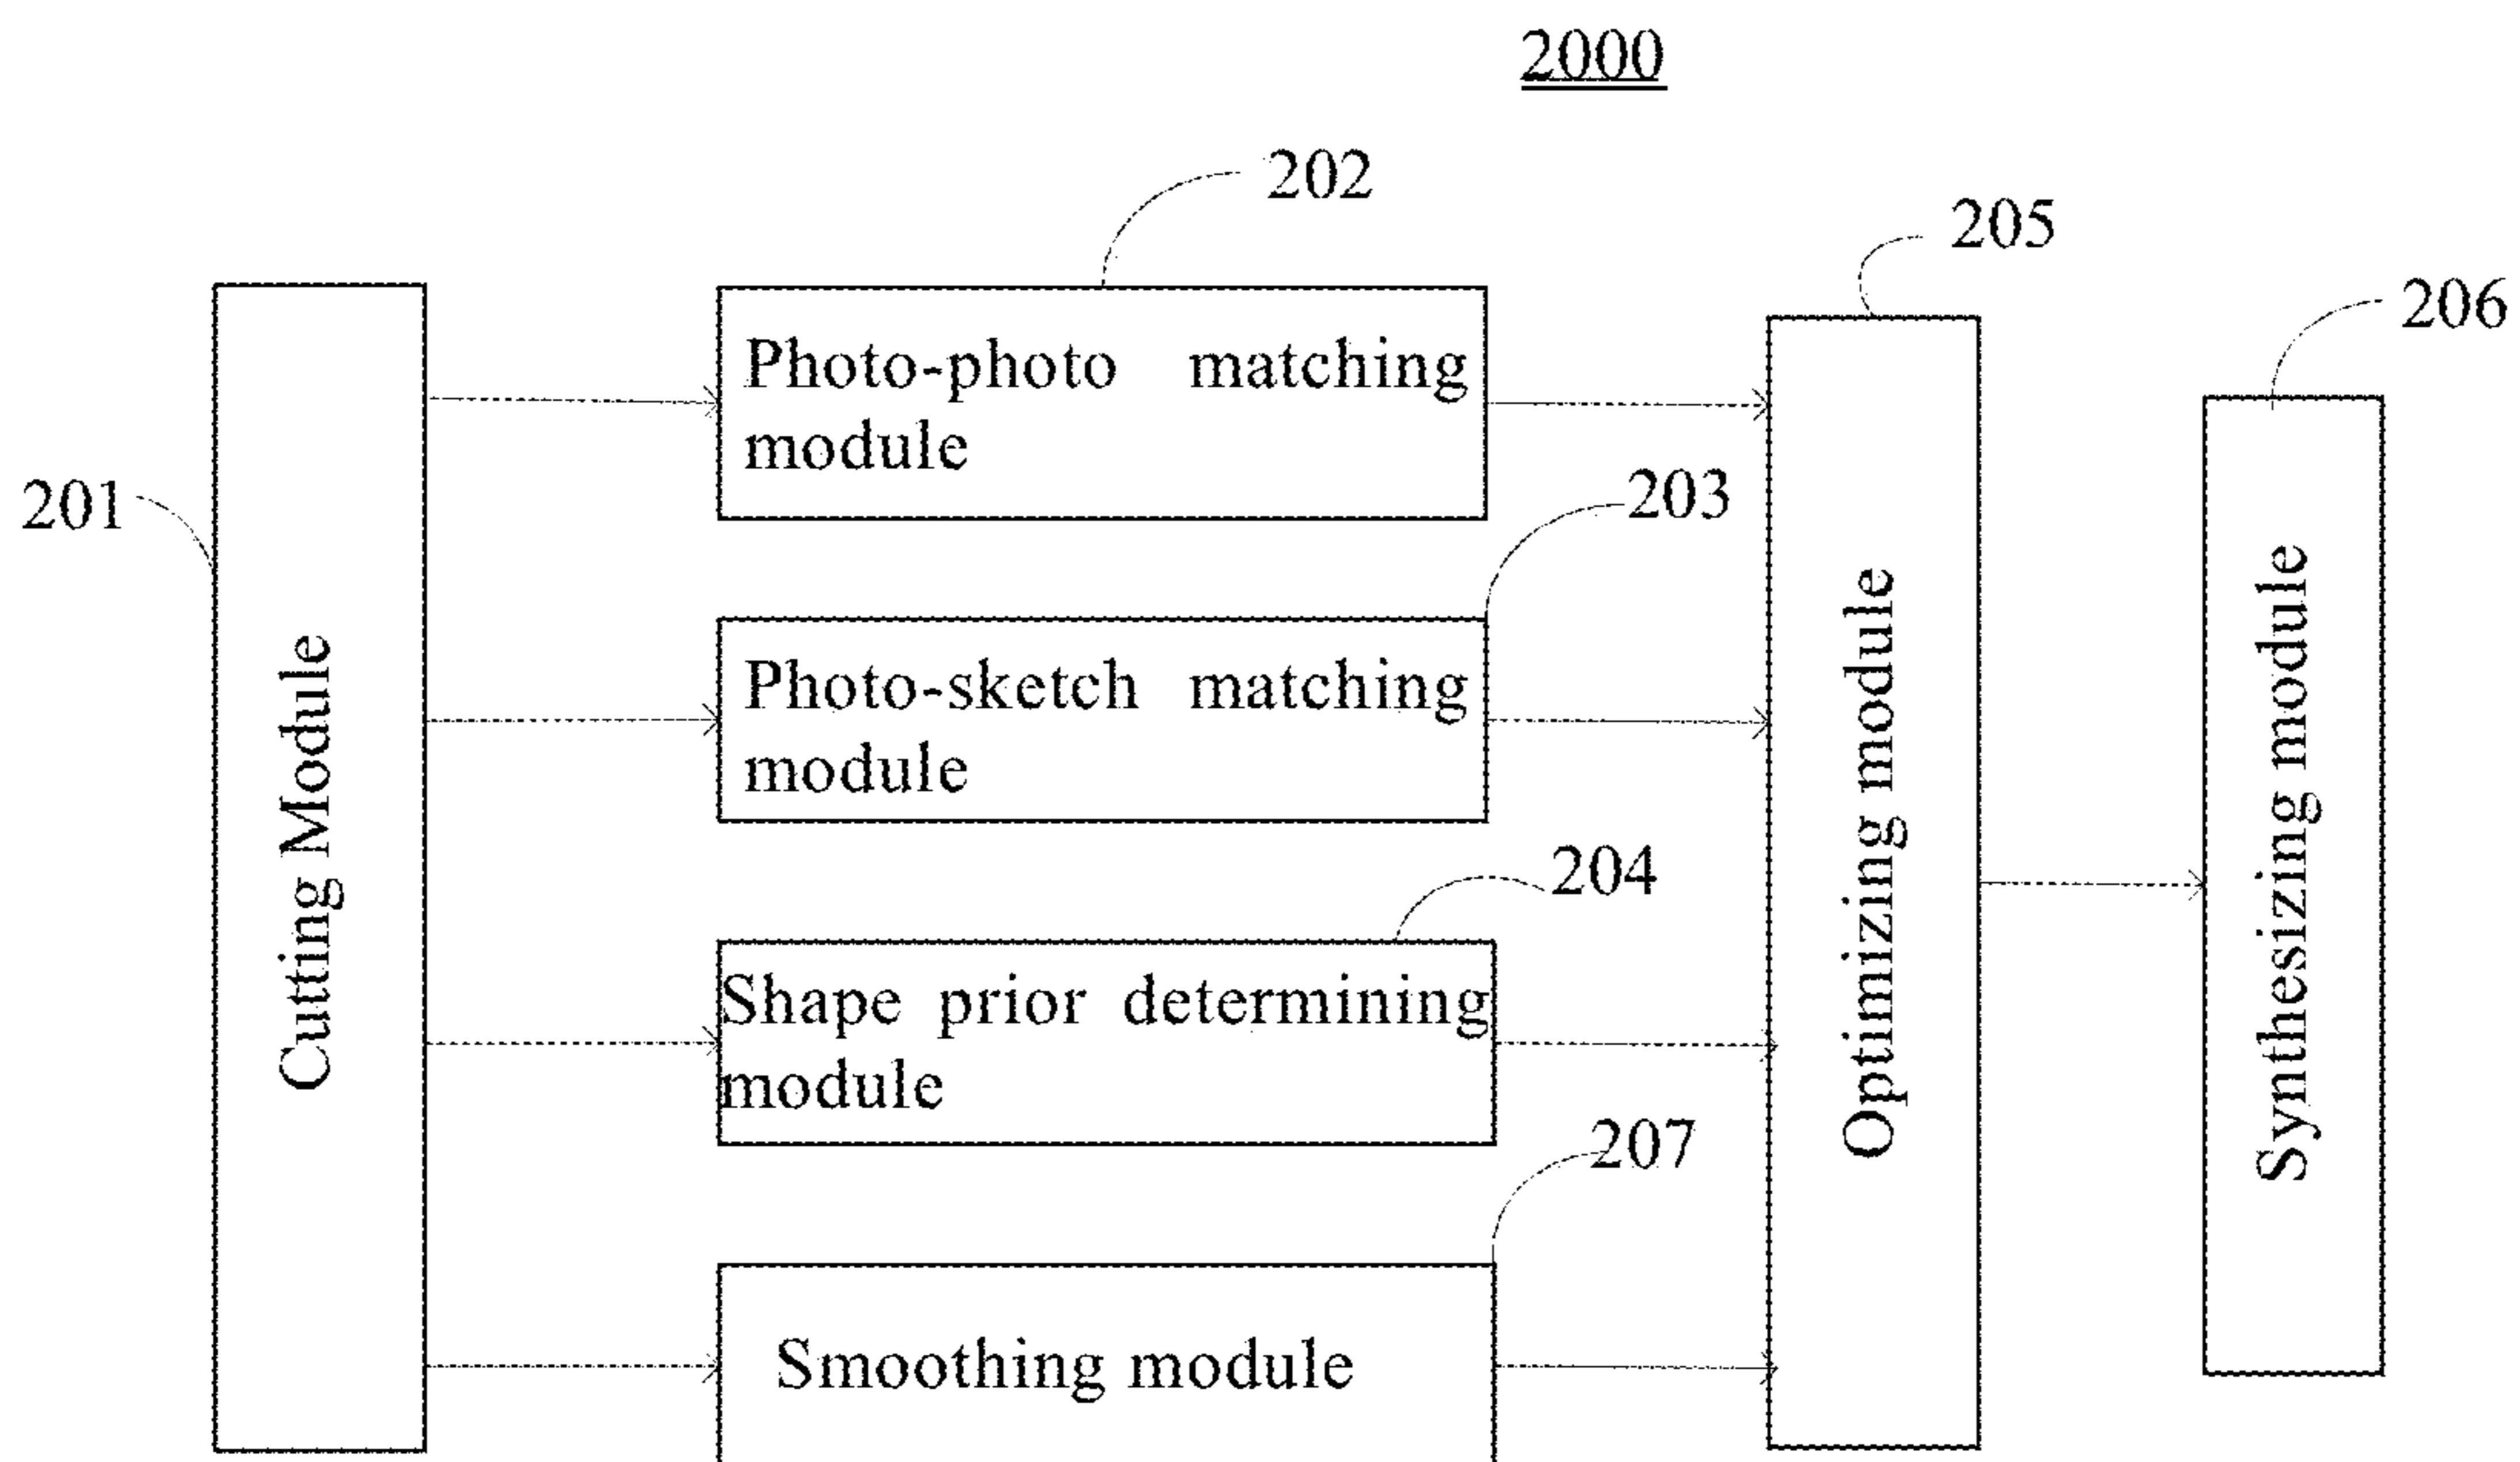 2000
202
205
206
Photo-photo matching
module
201
203
Photo-sketch matching
module
204
Shape prior determining
module
207
Smoothing module
Cutting Module
Optimizing module
Synthesizing module